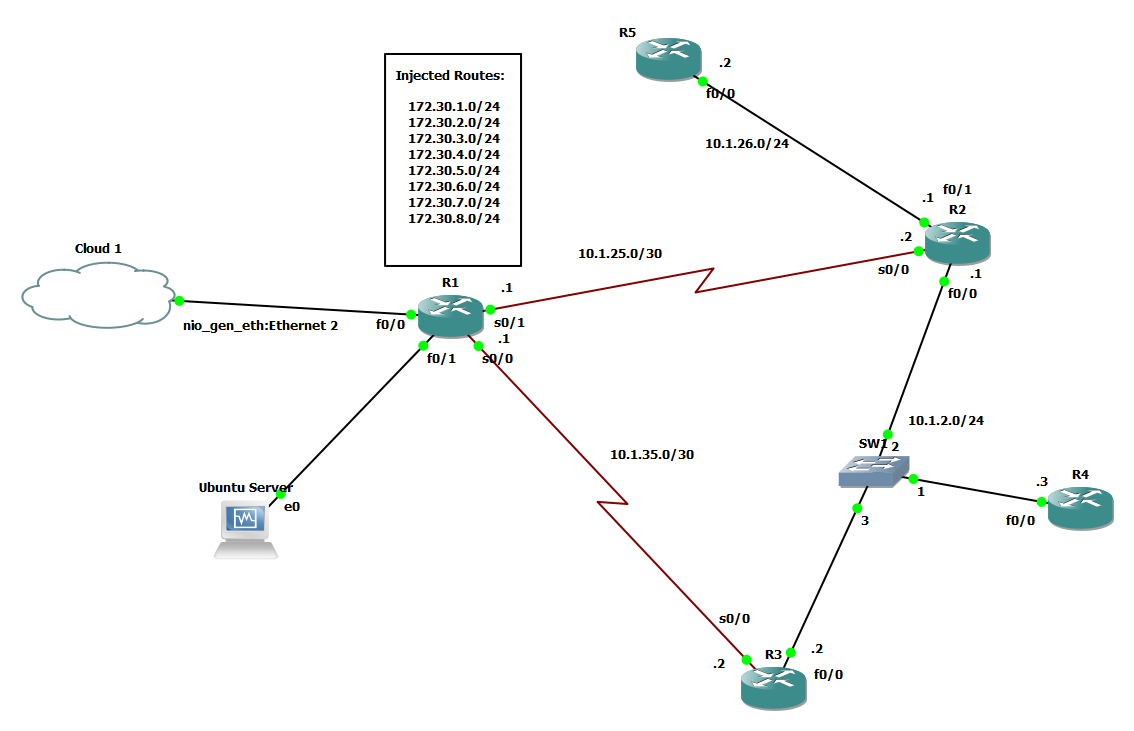 R5
.2
f0/0
Injected Routes:
172.30.1.0/24
172.30.2.0/24
172.30.3.0/24
172.30.4.0/24
172.30.5.0/24
172.30.6.0/24
172.30.7.0/24
172.30.8.0/24
10.1.26.0/24
f0/1
.1
R2
.2
s0/0
.1
f0/0
Cloud 1
nio_gen_eth:Ethernet 2
10.1.25.0/30
R1
.1
f0/0
s0/1
.1
f0/1
s0/0
10.1.2.0/24
SW1
2
10.1.35.0/30
1
.3
R4
f0/0
3
Ubuntu Server
e0
s0/0
.2
R3
.2
f0/0